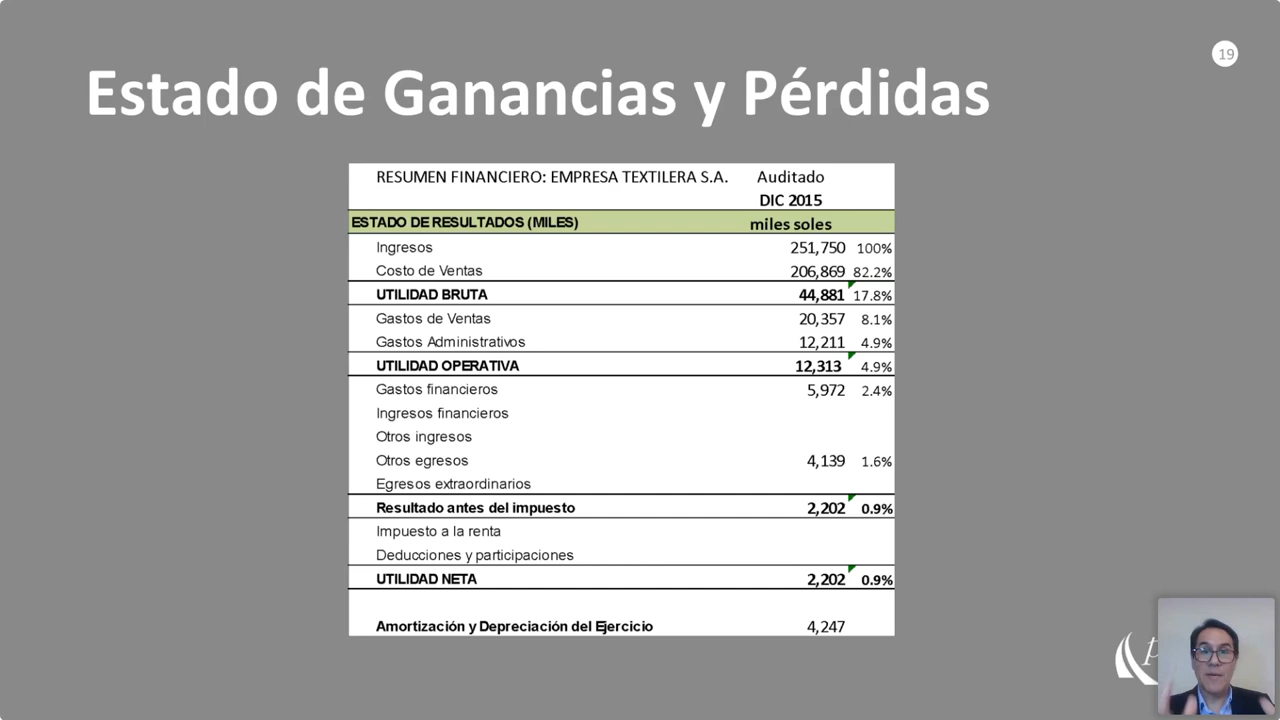 19
Estado de Ganancias y Pérdidas
RESUMEN FINANCIERO: EMPRESA TEXTILERA S.A. Auditado
DIC 2015
ESTADO DE RESULTADOS (MILES) miles soles
Ingresos 251,750 100%
Costo de Ventas 206,869 82.2%
UTILIDAD BRUTA 44,881 17.8%
Gastos de Ventas 20,357 8.1%
Gastos Administrativos 12,211 4.9%
UTILIDAD OPERATIVA 12,313 4.9%
Gastos financieros 5,972 2.4%
Ingresos financieros
Otros ingresos
Otros egresos 4,139 1.6%
Egresos extraordinarios
Resultado antes del impuesto 2,202 0.9%
Impuesto a la renta
Deducciones y participaciones
UTILIDAD NETA 2,202 0.9%
Amortización y Depreciación del Ejercicio 4,247